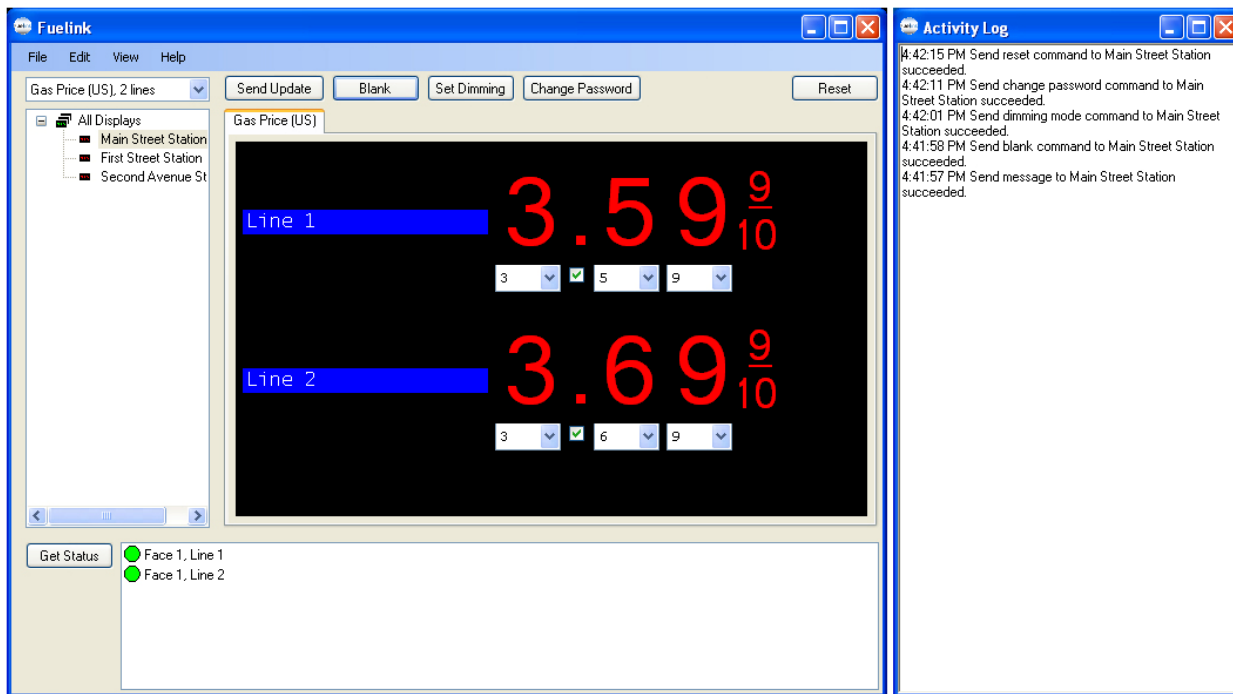 Fuelink
File Edit View Help
Gas Price (US), 2 lines
Send Update Blank Set Dimming Change Password Reset
All Displays
Main Street Station
First Street Station
Second Avenue St
Gas Price (US)
Line 1
3.59 9/10
3 5 9
Line 2
3.69 9/10
3 6 9
Get Status
Face 1, Line 1
Face 1, Line 2
Activity Log
4:42:15 PM Send reset command to Main Street Station
succeeded.
4:42:11 PM Send change password command to Main
Street Station succeeded.
4:42:01 PM Send dimming mode command to Main Street
Station succeeded.
4:41:58 PM Send blank command to Main Street Station
succeeded.
4:41:57 PM Send message to Main Street Station
succeeded.